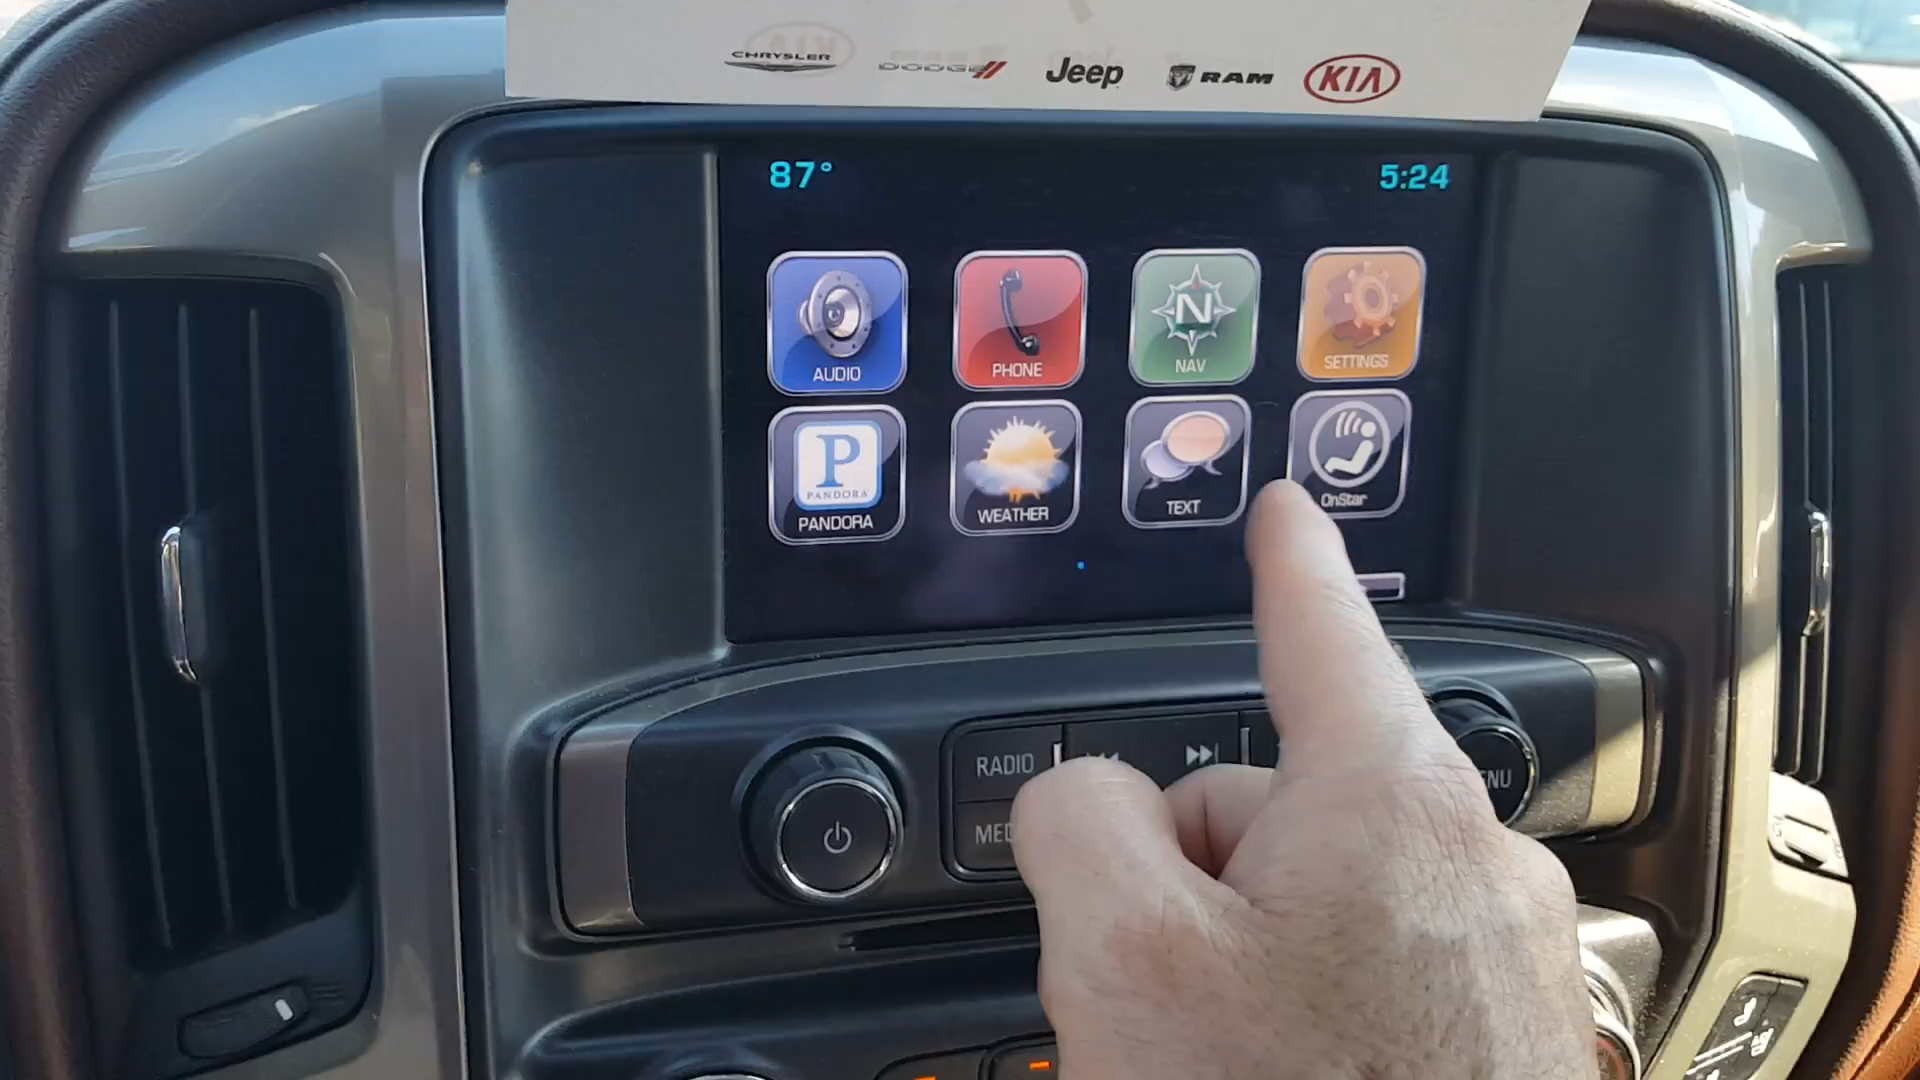 CHRYSLER DODGE Jeep RAM KIA
87° 5:24
AUDIO PHONE NAV SETTINGS
P
PANDORA
PANDORA WEATHER TEXT OnStar
RADIO